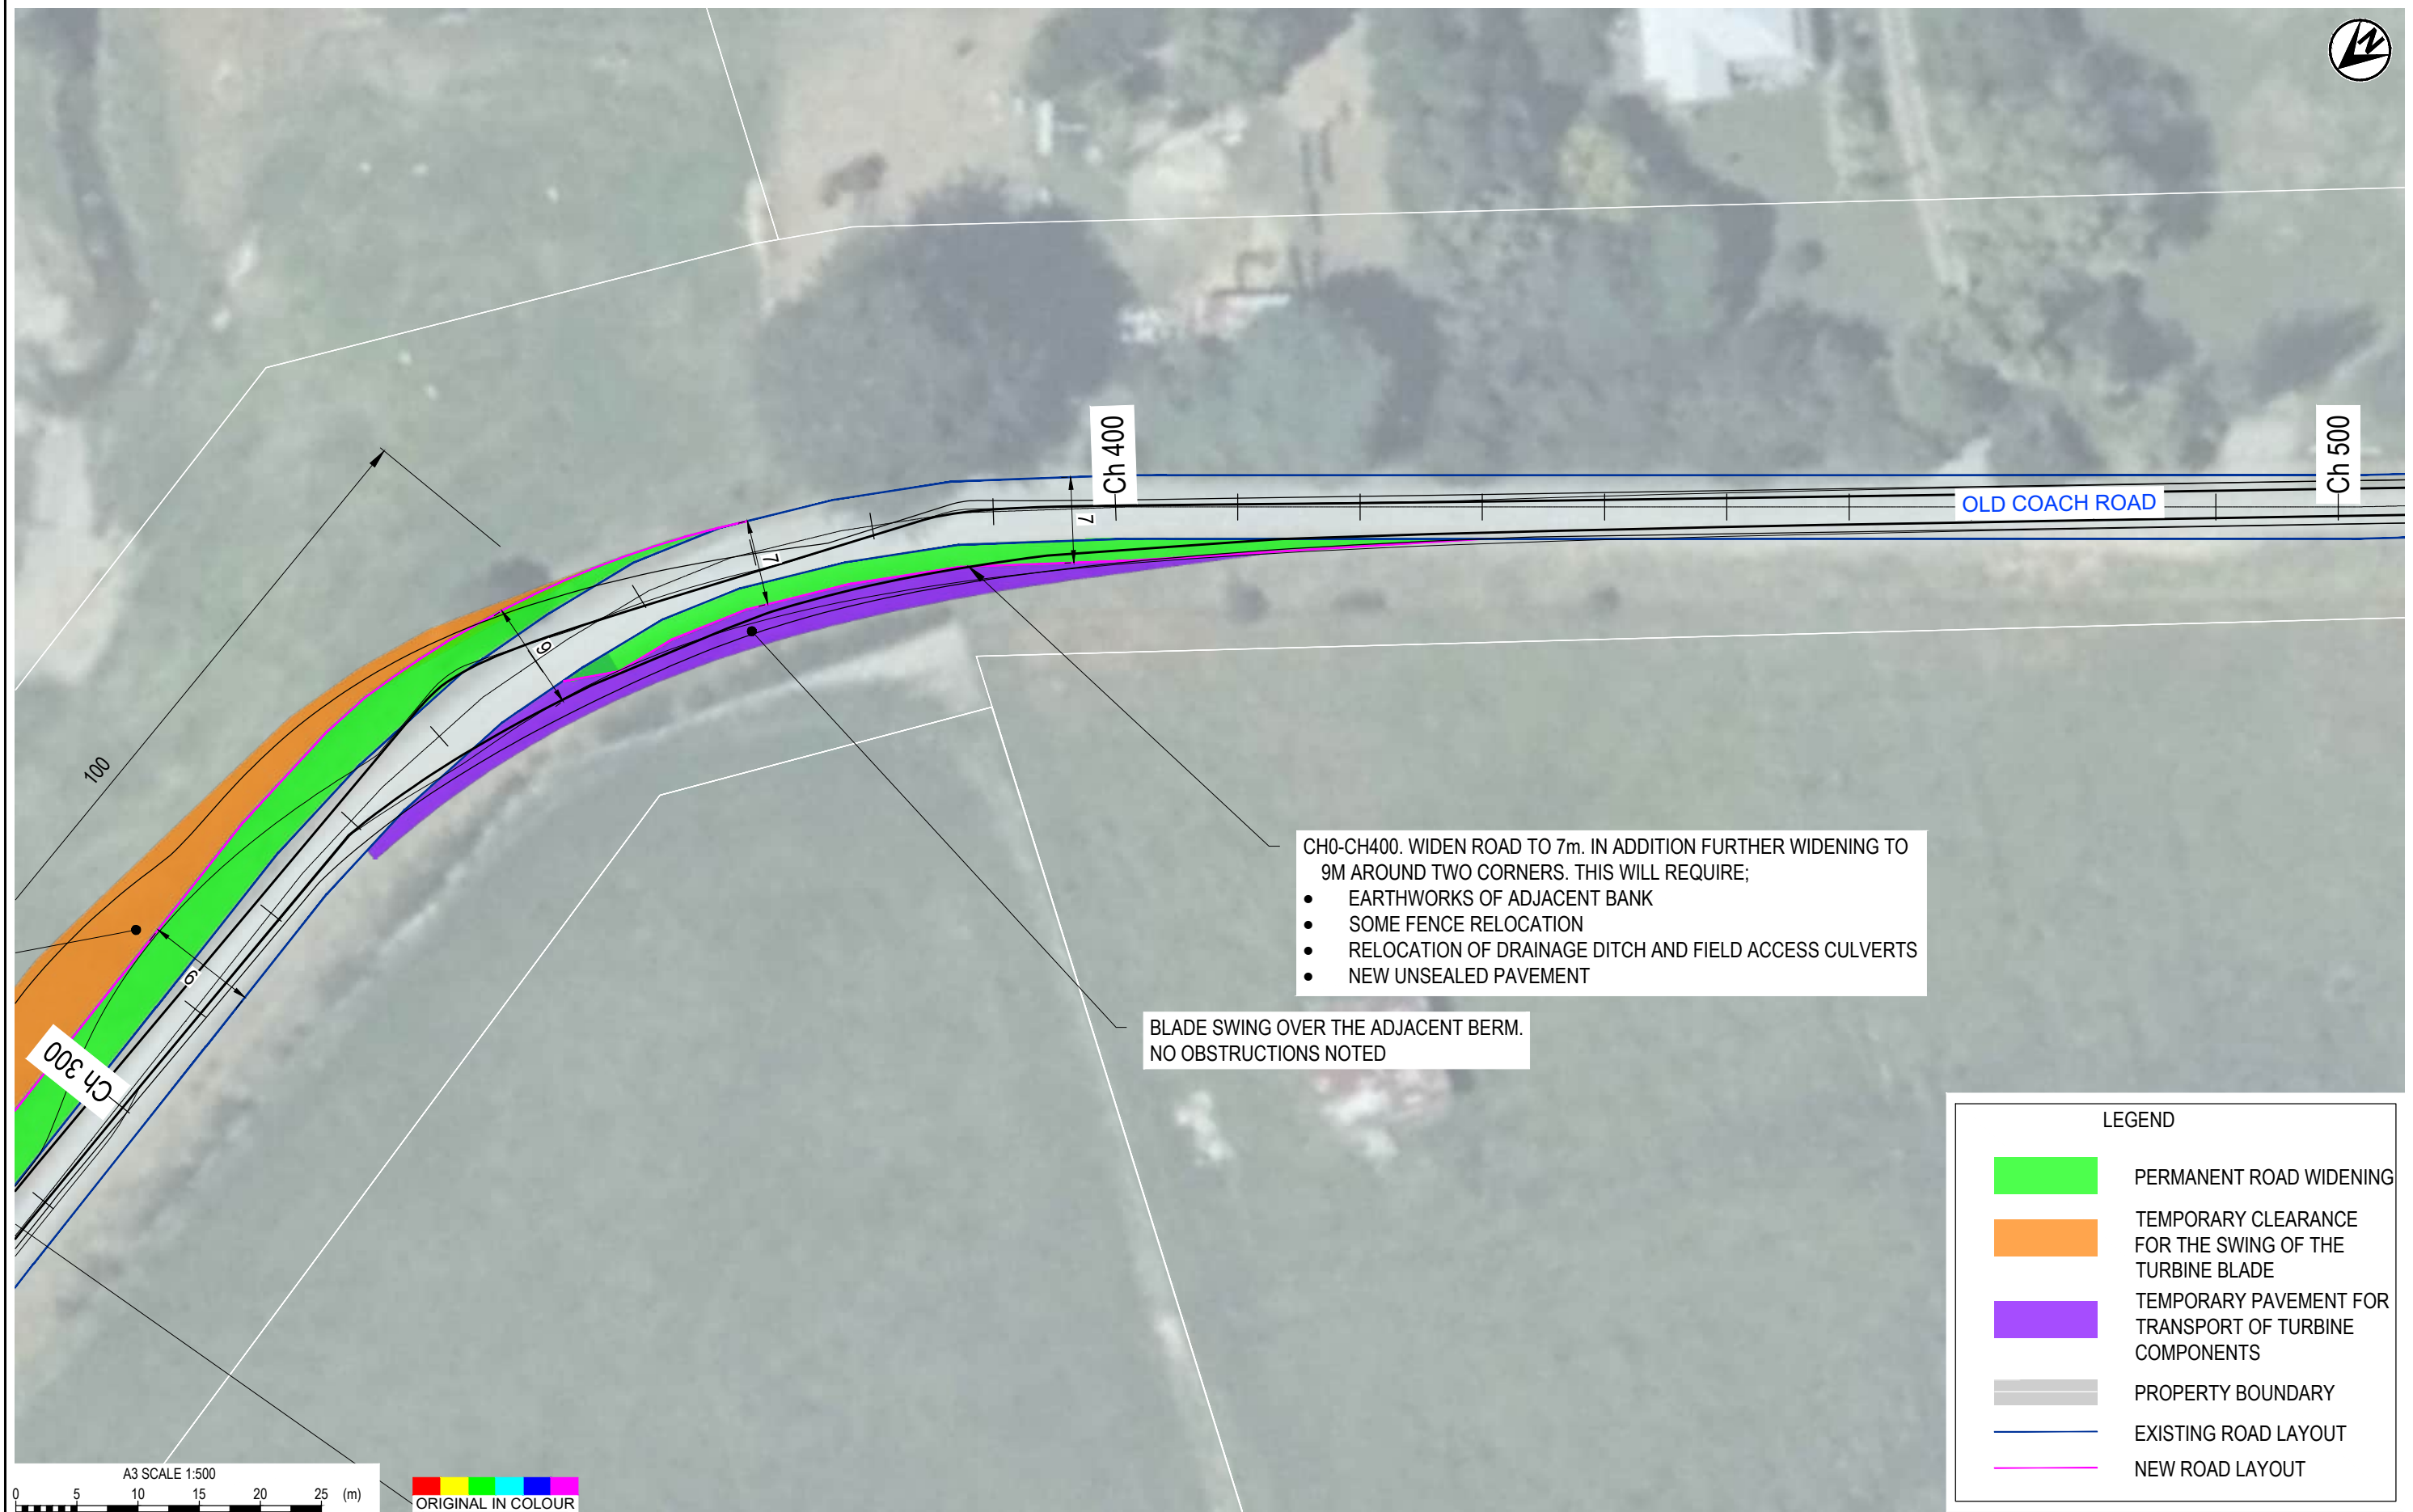 N
Ch 400
Ch 500
OLD COACH ROAD
7
7
9
100
9
Ch 300
CH0-CH400. WIDEN ROAD TO 7m. IN ADDITION FURTHER WIDENING TO
9M AROUND TWO CORNERS. THIS WILL REQUIRE;
• EARTHWORKS OF ADJACENT BANK
• SOME FENCE RELOCATION
• RELOCATION OF DRAINAGE DITCH AND FIELD ACCESS CULVERTS
• NEW UNSEALED PAVEMENT
BLADE SWING OVER THE ADJACENT BERM.
NO OBSTRUCTIONS NOTED
LEGEND
PERMANENT ROAD WIDENING
TEMPORARY CLEARANCE
FOR THE SWING OF THE
TURBINE BLADE
TEMPORARY PAVEMENT FOR
TRANSPORT OF TURBINE
COMPONENTS
PROPERTY BOUNDARY
EXISTING ROAD LAYOUT
NEW ROAD LAYOUT
A3 SCALE 1:500
0 5 10 15 20 25 (m)
ORIGINAL IN COLOUR